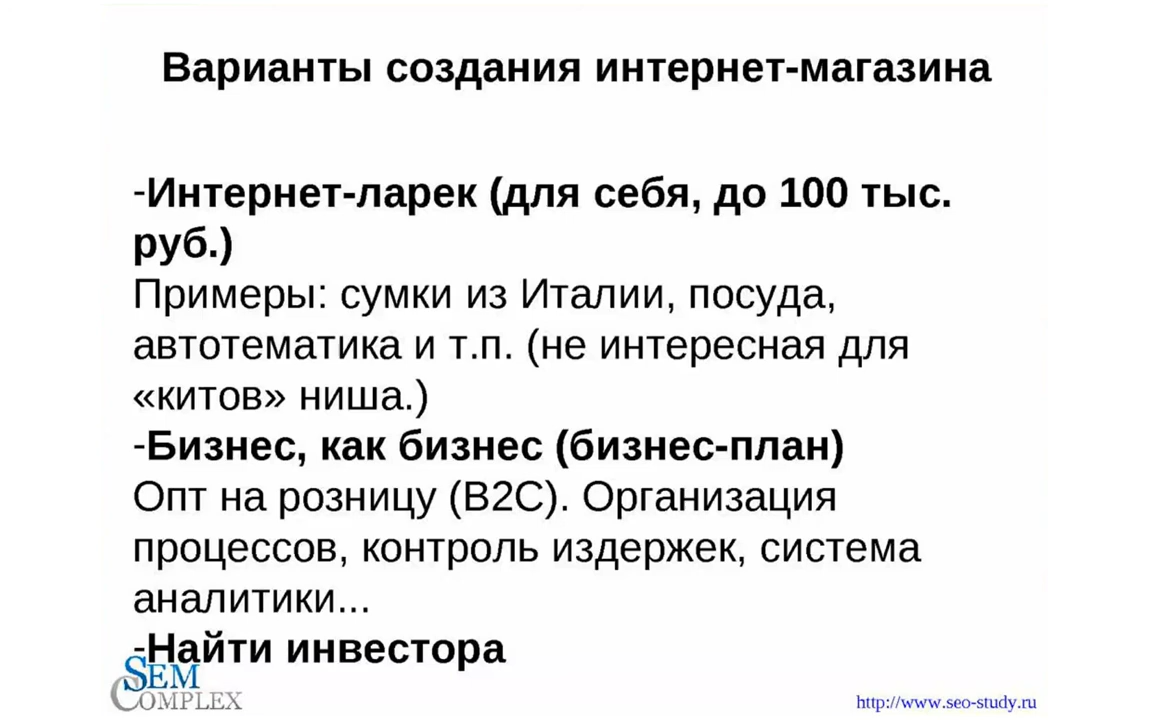 Варианты создания интернет-магазина
-Интернет-ларек (для себя, до 100 тыс.
руб.)
Примеры: сумки из Италии, посуда,
автотематика и т.п. (не интересная для
«китов» ниша.)
-Бизнес, как бизнес (бизнес-план)
Опт на розницу (B2C). Организация
процессов, контроль издержек, система
аналитики...
-Найти инвестора
SEM
COMPLEX
http://www.seo-study.ru